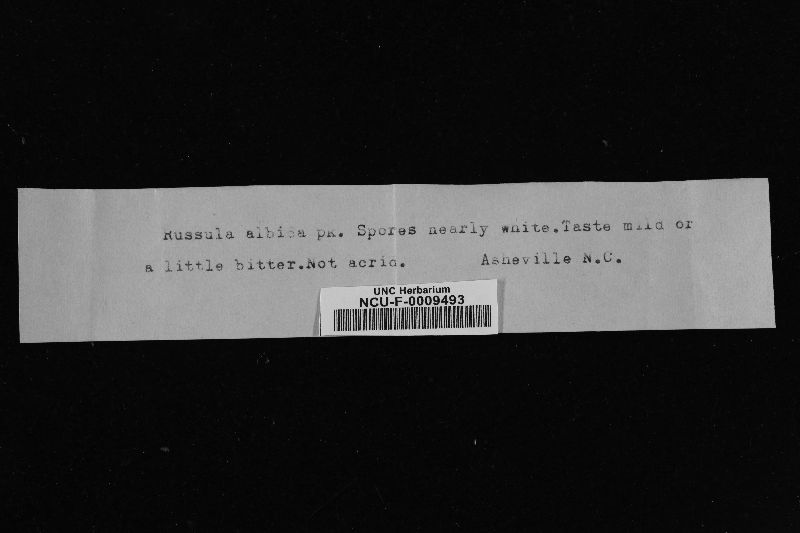 Russula albida pk. Spores nearly white.Taste mild or
a little bitter.Not acrid.        Asheville N.C.
UNC Herbarium
NCU-F-0009493